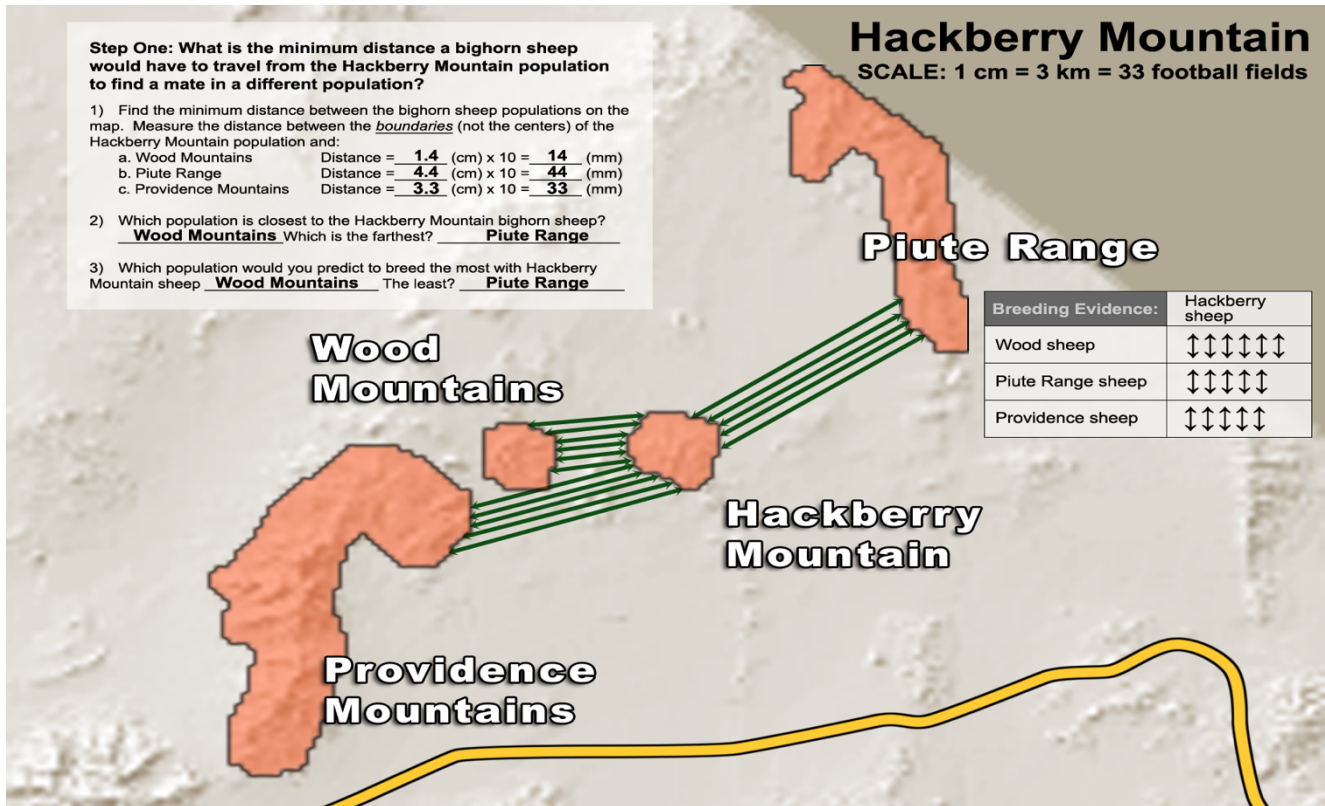 Hackberry Mountain
SCALE: 1 cm = 3 km = 33 football fields
Step One: What is the minimum distance a bighorn sheep
would have to travel from the Hackberry Mountain population
to find a mate in a different population?
1) Find the minimum distance between the bighorn sheep populations on the
map. Measure the distance between the boundaries (not the centers) of the
Hackberry Mountain population and:
a. Wood Mountains Distance = 1.4 (cm) x 10 = 14 (mm)
b. Piute Range Distance = 4.4 (cm) x 10 = 44 (mm)
c. Providence Mountains Distance = 3.3 (cm) x 10 = 33 (mm)
2) Which population is closest to the Hackberry Mountain bighorn sheep?
Wood Mountains Which is the farthest? Piute Range
3) Which population would you predict to breed the most with Hackberry
Mountain sheep Wood Mountains The least? Piute Range
Piute Range
Breeding Evidence: Hackberry
sheep
Wood sheep ↕↕↕↕↕↕
Piute Range sheep ↕↕↕↕↕
Providence sheep ↕↕↕↕↕
Wood
Mountains
Hackberry
Mountain
Providence
Mountains